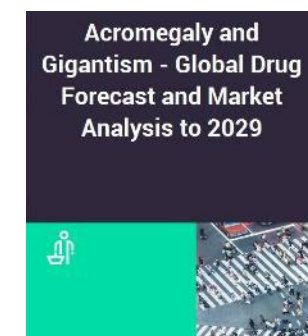 Acromegaly and
Gigantism - Global Drug
Forecast and Market
Analysis to 2029